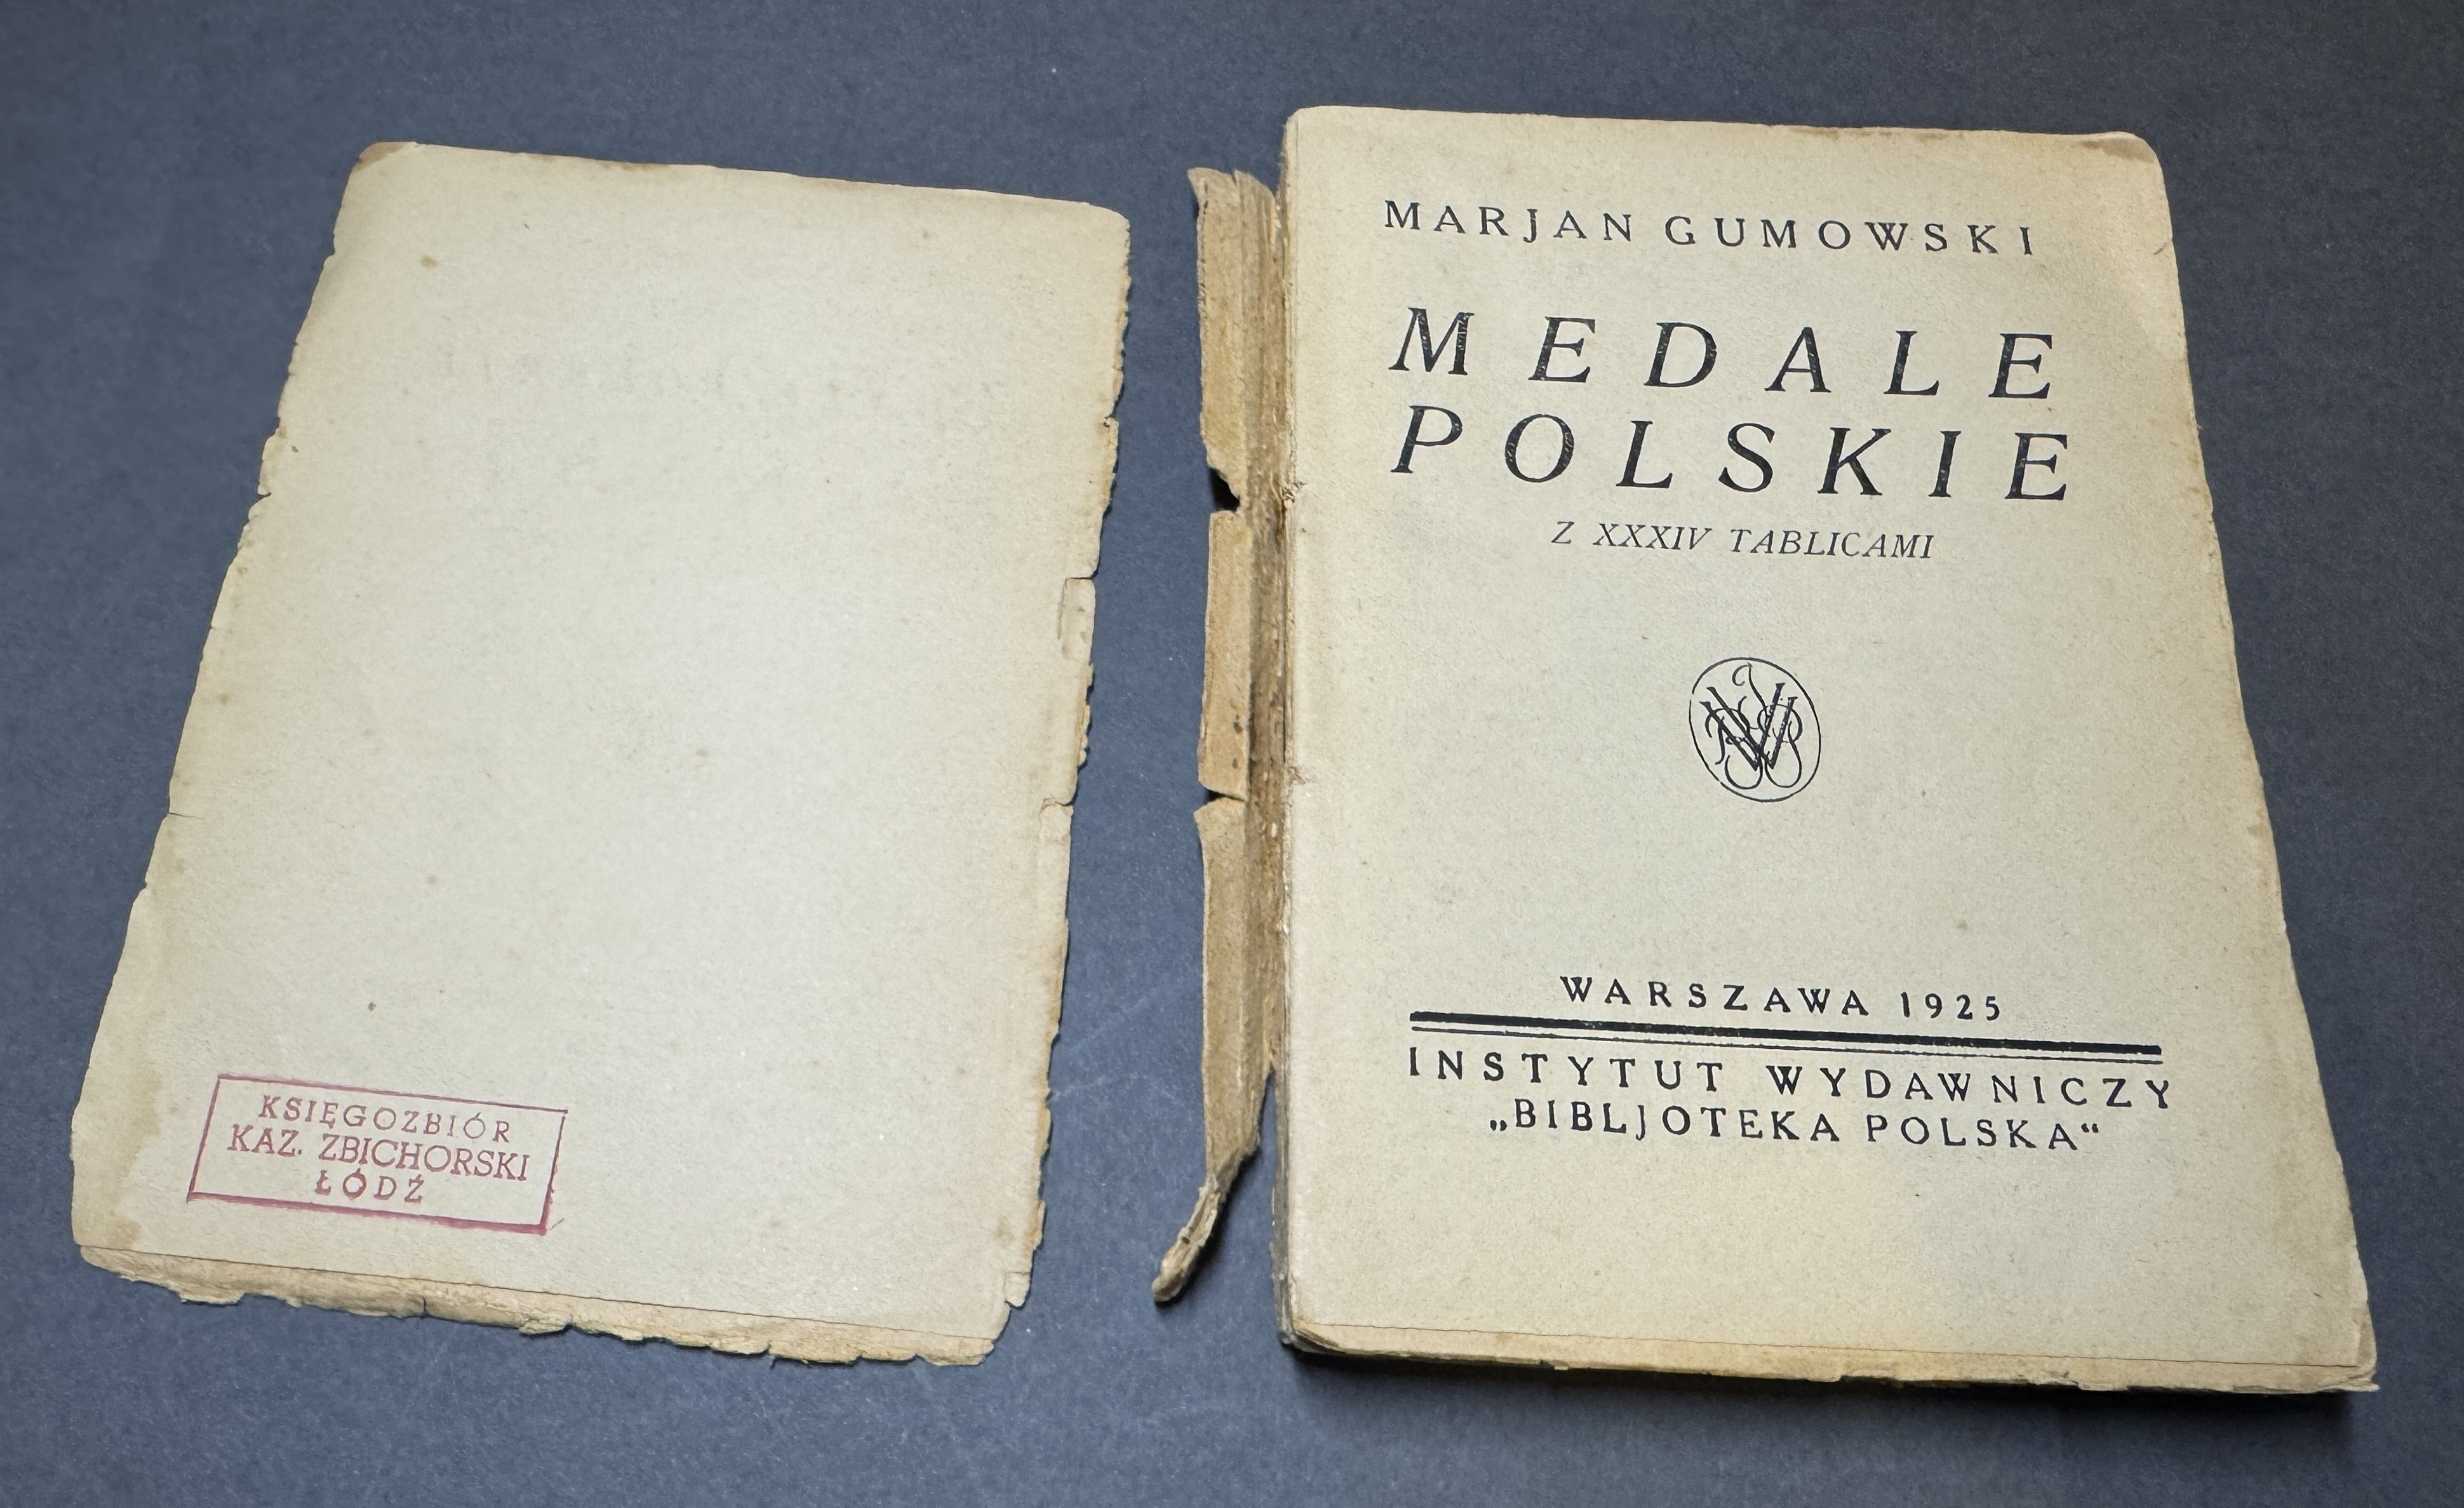 KSIĘGOZBIÓR
KAZ. ZBICHORSKI
ŁÓDŹ
MARJAN GUMOWSKI
MEDALE
POLSKIE
Z XXXIV TABLICAMI
WARSZAWA 1925
INSTYTUT WYDAWNICZY
„BIBLJOTEKA POLSKA“